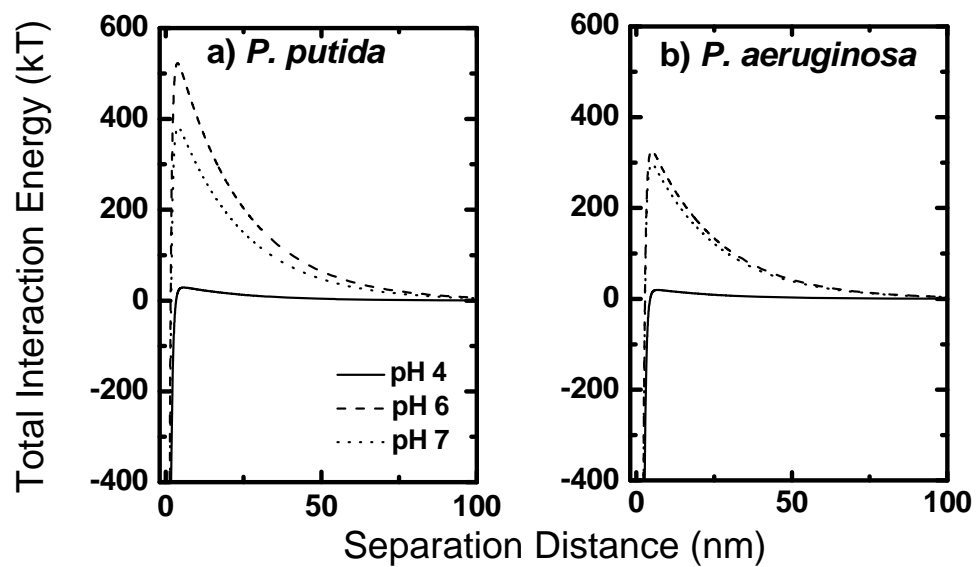 Total Interaction Energy (kT)
a) P. putida
600
400
200
0
-200
-400
pH 4
pH 6
pH 7
0
50
100
b) P. aeruginosa
600
400
200
0
-200
-400
0
50
100
Separation Distance (nm)